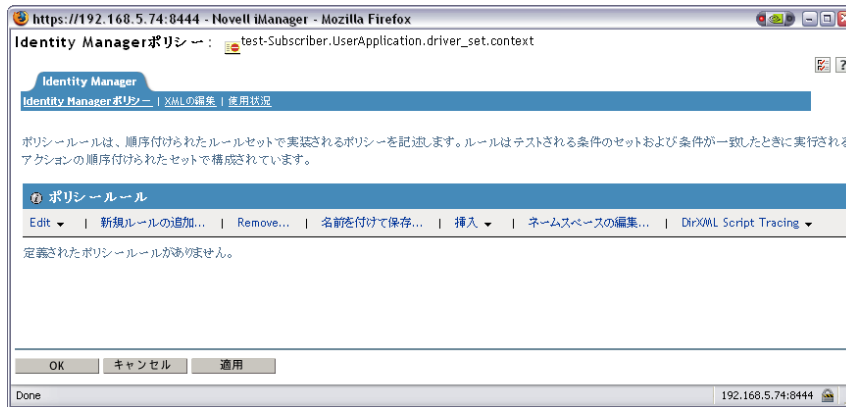 https://192.168.5.74:8444 - Novell iManager - Mozilla Firefox
Identity Managerポリシー: test-Subscriber.UserApplication.driver_set.context
?
Identity Manager
Identity Managerポリシー | XMLの編集 | 使用状況
ポリシールールは、順序付けられたルールセットで実装されるポリシーを記述します。ルールはテストされる条件のセットおよび条件が一致したときに実行される
アクションの順序付けられたセットで構成されています。
ポリシールール
Edit | 新規ルールの追加... | Remove... | 名前を付けて保存... | 挿入 | ネームスペースの編集... | DirXML Script Tracing
定義されたポリシールールがありません。
OK キャンセル 適用
Done 192.168.5.74:8444